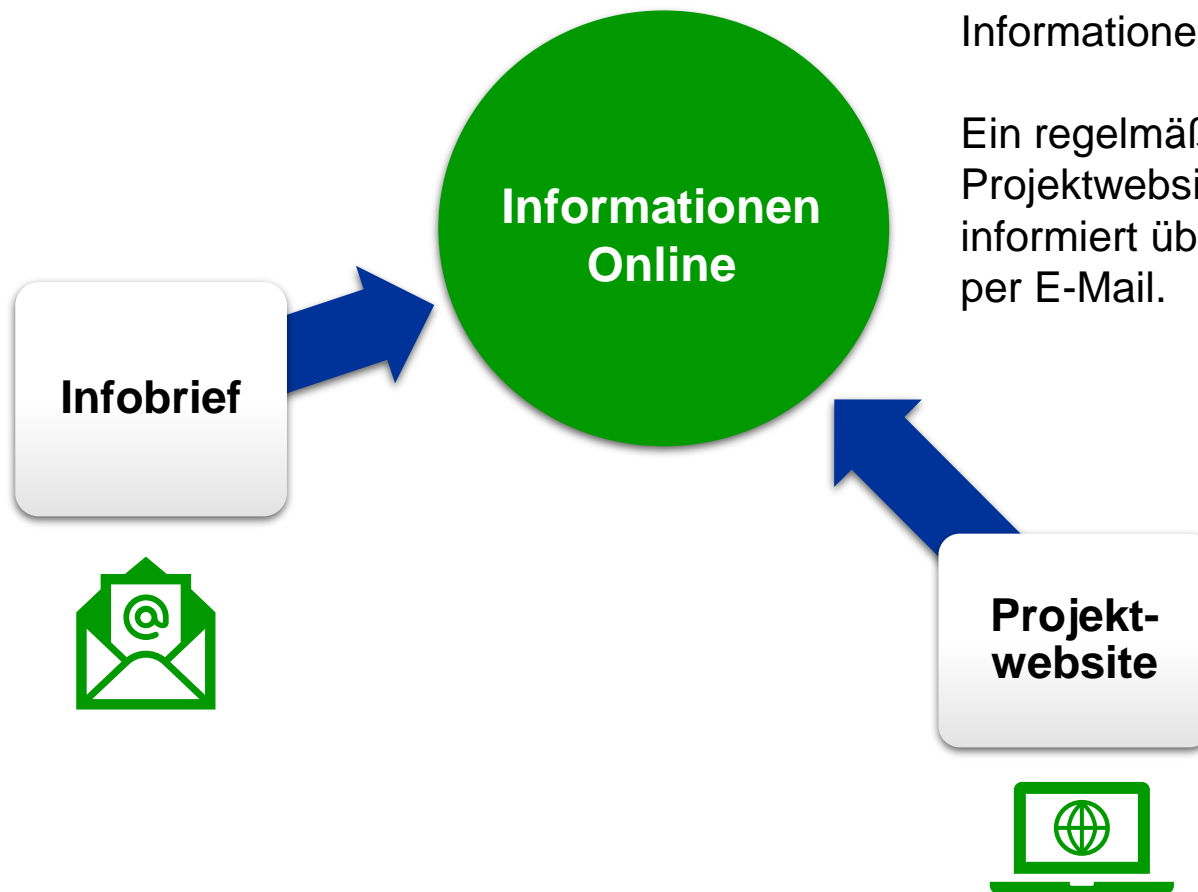 Informatione
Ein regelmäß
Projektwebsi
informiert üb
per E-Mail.
Informationen
Online
Infobrief
@
Projekt-
website